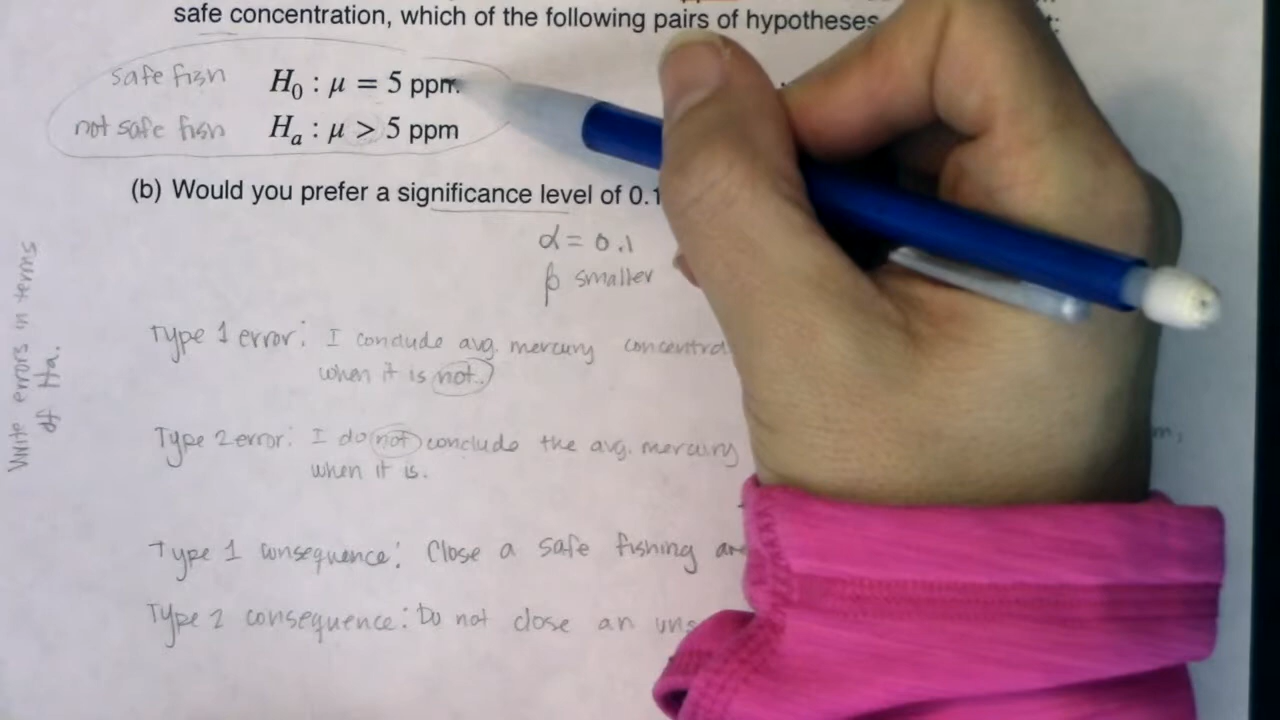 safe concentration, which of the following pairs of hypotheses
safe fish H₀ : μ = 5 ppm.
not safe fish Hₐ : μ > 5 ppm
(b) Would you prefer a significance level of 0.1
α = 0.1
β smaller
Write errors in terms
of Ha.
Type 1 error: I conclude avg. mercury
when it is not.
Type 2 error: I do not conclude the avg. mercury
when it is.
Type 1 consequence: Close a safe fishing
Type 2 consequence: Do not close an